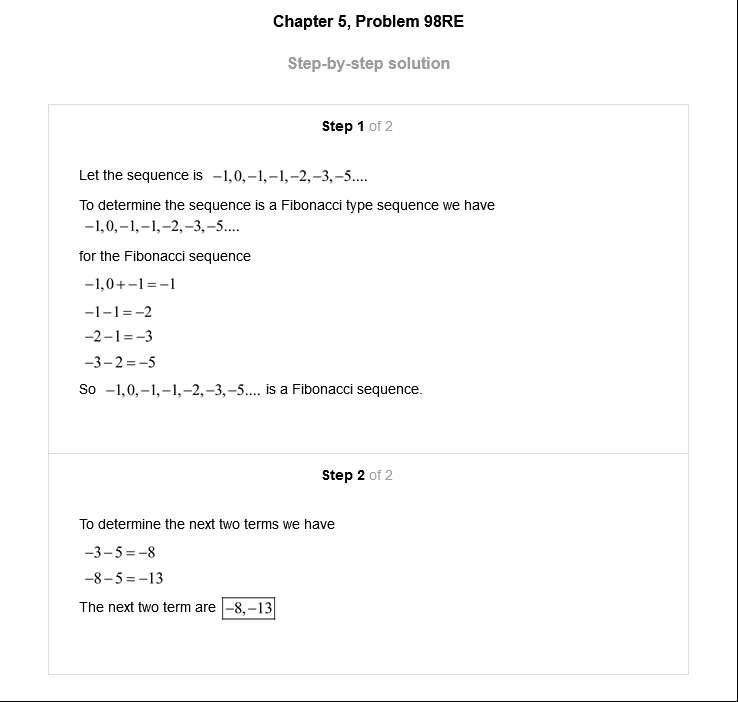 Chapter 5, Problem 98RE
Step-by-step solution
Step 1 of 2
Let the sequence is −1,0,−1,−1,−2,−3,−5....
To determine the sequence is a Fibonacci type sequence we have
−1,0,−1,−1,−2,−3,−5....
for the Fibonacci sequence
−1,0+−1=−1
−1−1=−2
−2−1=−3
−3−2=−5
So −1,0,−1,−1,−2,−3,−5.... is a Fibonacci sequence.
Step 2 of 2
To determine the next two terms we have
−3−5=−8
−8−5=−13
The next two term are −8,−13